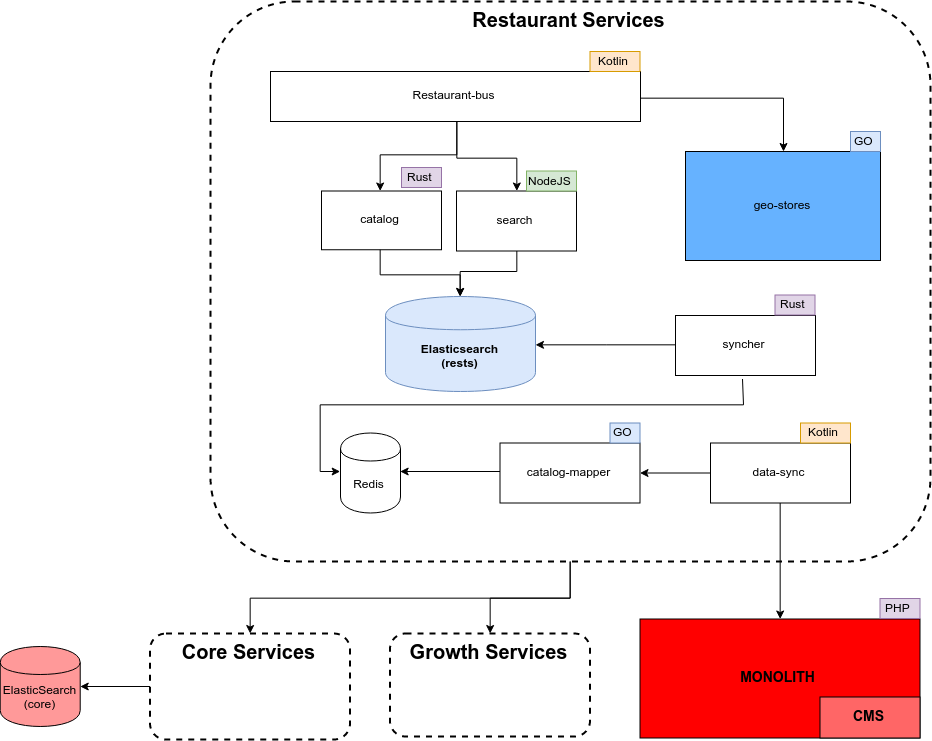 Restaurant Services
Kotlin
Restaurant-bus
GO
geo-stores
Rust
catalog
NodeJS
search
Elasticsearch
(rests)
Rust
syncher
Redis
GO
catalog-mapper
Kotlin
data-sync
Core Services
Growth Services
ElasticSearch
(core)
PHP
MONOLITH
CMS